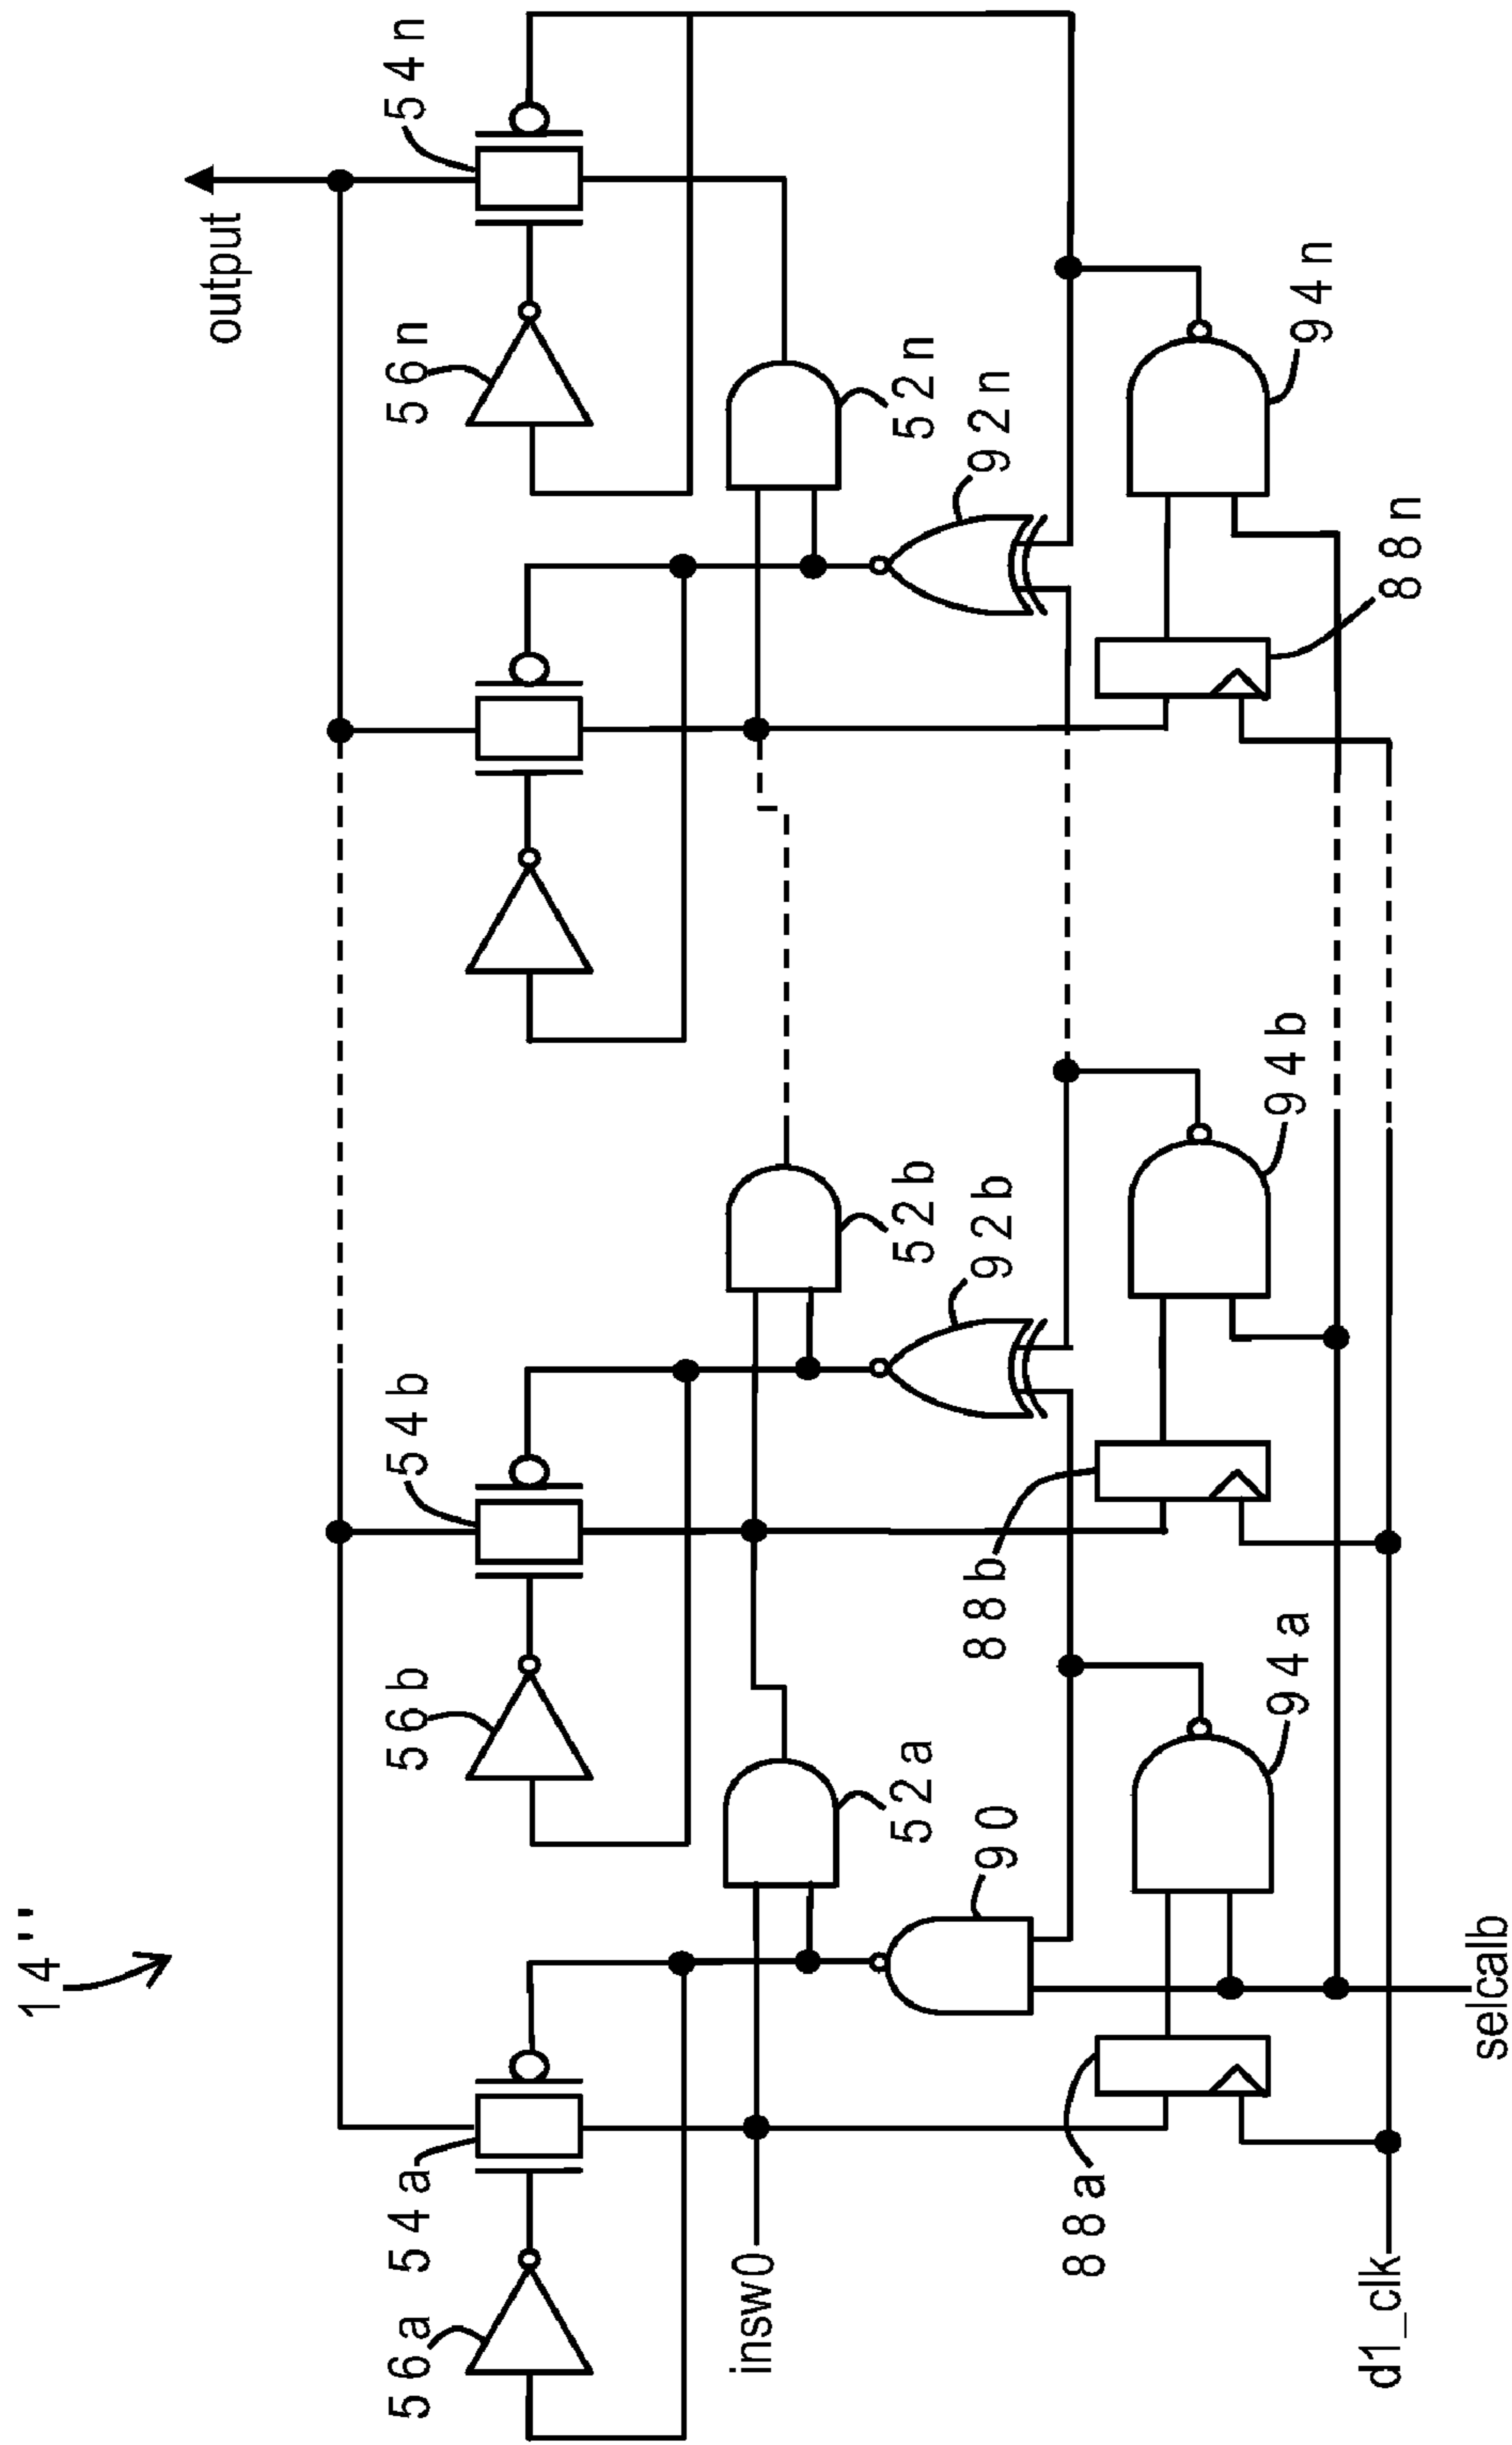 14''
output
54n
56n
52n
92n
94n
88n
54b
56b
52b
92b
94b
88b
54a
56a
52a
90
94a
88a
insw0
d1_clk
selcalb